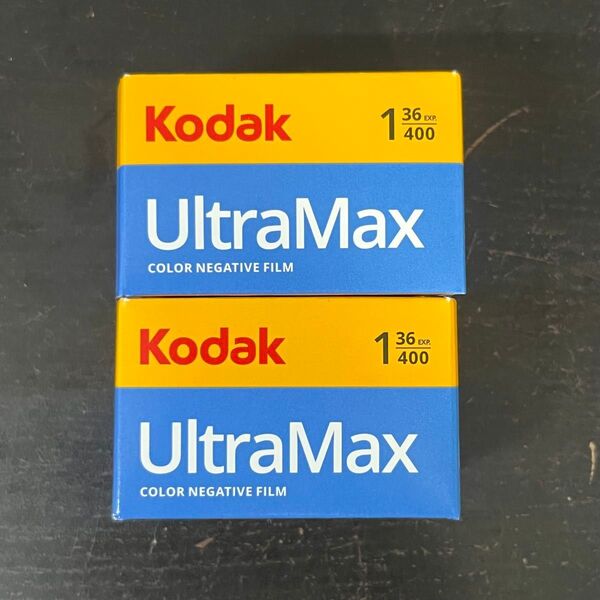 Kodak
1 36 EXP. 400
UltraMax
COLOR NEGATIVE FILM
Kodak
1 36 EXP. 400
UltraMax
COLOR NEGATIVE FILM